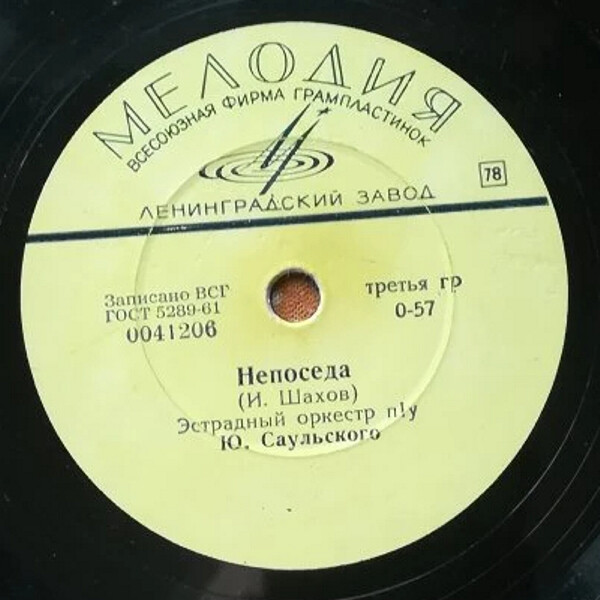 МЕЛОДИЯ
ВСЕСОЮЗНАЯ ФИРМА ГРАМПЛАСТИНОК
78
ЛЕНИНГРАДСКИЙ ЗАВОД
Записано ВСГ
ГОСТ 5289-61
0041206
третья гр
0-57
Непоседа
(И. Шахов)
Эстрадный оркестр п!у
Ю. Саульского